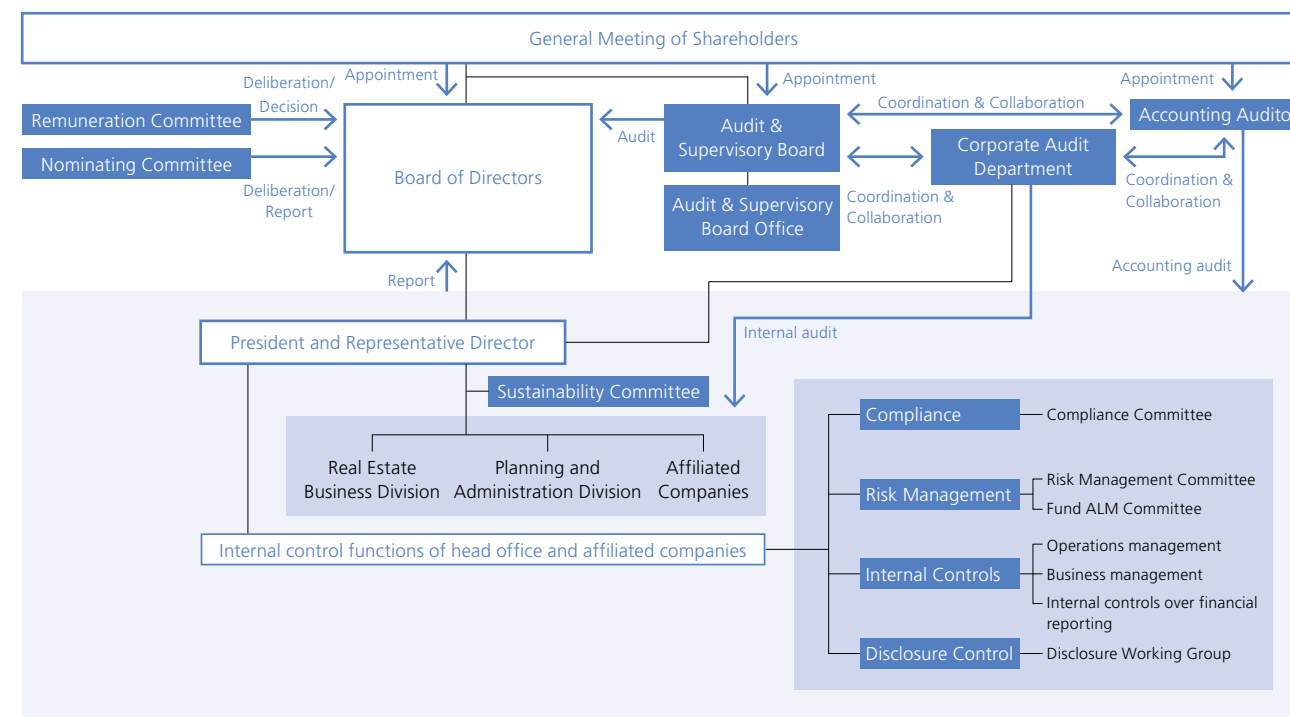 General Meeting of Shareholders
Deliberation/
Decision
Appointment
Appointment
Appointment
Remuneration Committee
Nominating Committee
Deliberation/
Report
Board of Directors
Audit
Audit &
Supervisory Board
Audit & Supervisory
Board Office
Coordination & Collaboration
Accounting Audito
Corporate Audit
Department
Coordination &
Collaboration
Coordination &
Collaboration
Report
Accounting audit
President and Representative Director
Internal audit
Sustainability Committee
Real Estate
Business Division
Planning and
Administration Division
Affiliated
Companies
Internal control functions of head office and affiliated companies
Compliance
Compliance Committee
Risk Management
Risk Management Committee
Fund ALM Committee
Internal Controls
Operations management
Business management
Internal controls over financial
reporting
Disclosure Control
Disclosure Working Group